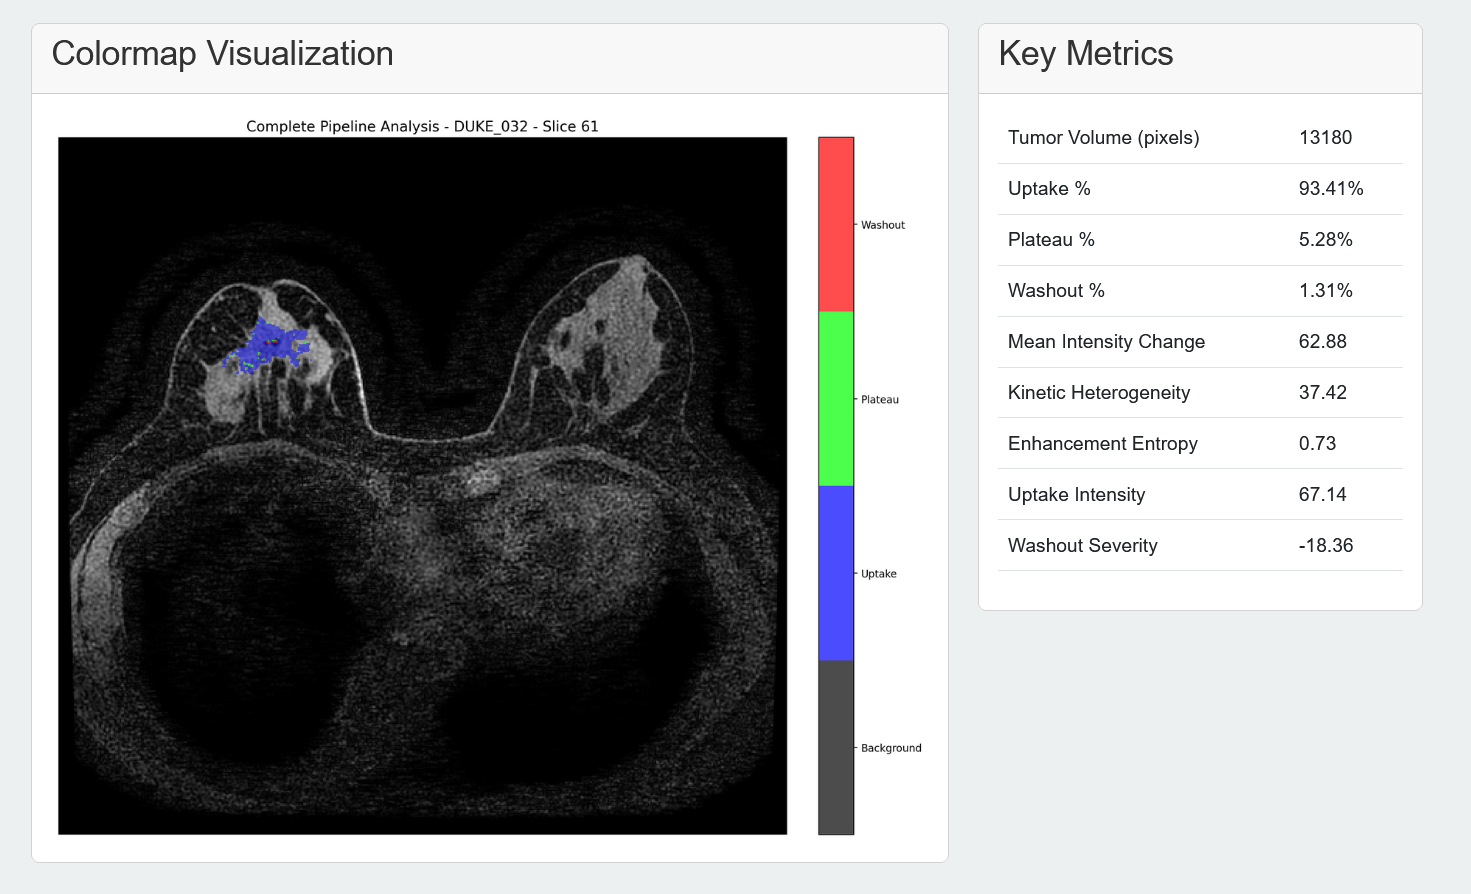 Colormap Visualization
Complete Pipeline Analysis - DUKE_032 - Slice 61
Washout
Plateau
Uptake
Background
Key Metrics
Tumor Volume (pixels) 13180
Uptake % 93.41%
Plateau % 5.28%
Washout % 1.31%
Mean Intensity Change 62.88
Kinetic Heterogeneity 37.42
Enhancement Entropy 0.73
Uptake Intensity 67.14
Washout Severity -18.36